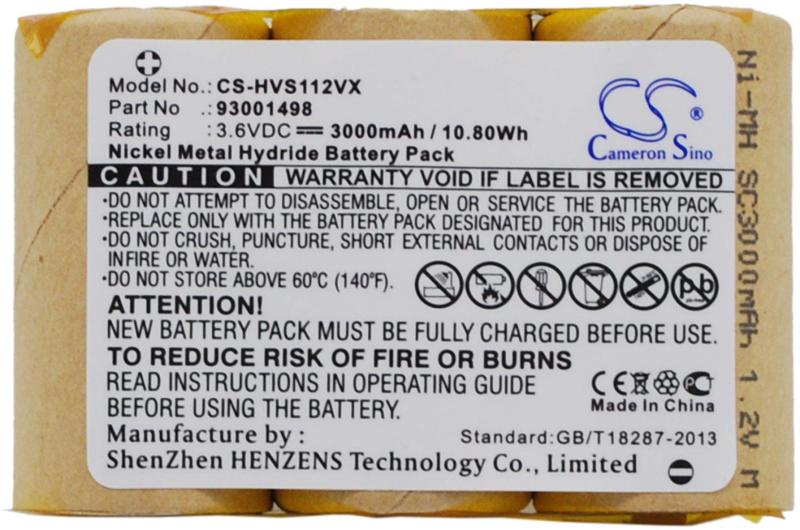 Model No.: CS-HVS112VX
Part No .: 93001498
Rating : 3.6VDC 3000mAh / 10.80Wh
Nickel Metal Hydride Battery Pack
CS
®
Cameron Sino
CAUTION WARRANTY VOID IF LABEL IS REMOVED
•DO NOT ATTEMPT TO DISASSEMBLE, OPEN OR SERVICE THE BATTERY PACK.
•REPLACE ONLY WITH THE BATTERY PACK DESIGNATED FOR THIS PRODUCT.
•DO NOT CRUSH, PUNCTURE, SHORT EXTERNAL CONTACTS OR DISPOSE OF
INFIRE OR WATER.
•DO NOT STORE ABOVE 60°C (140°F).
Pb
ATTENTION!
NEW BATTERY PACK MUST BE FULLY CHARGED BEFORE USE.
TO REDUCE RISK OF FIRE OR BURNS
READ INSTRUCTIONS IN OPERATING GUIDE
BEFORE USING THE BATTERY.
CE
Made In China
Manufacture by :
Standard:GB/T18287-2013
ShenZhen HENZENS Technology Co., Limited
Ni-MH SC3000mAh 1.2V M